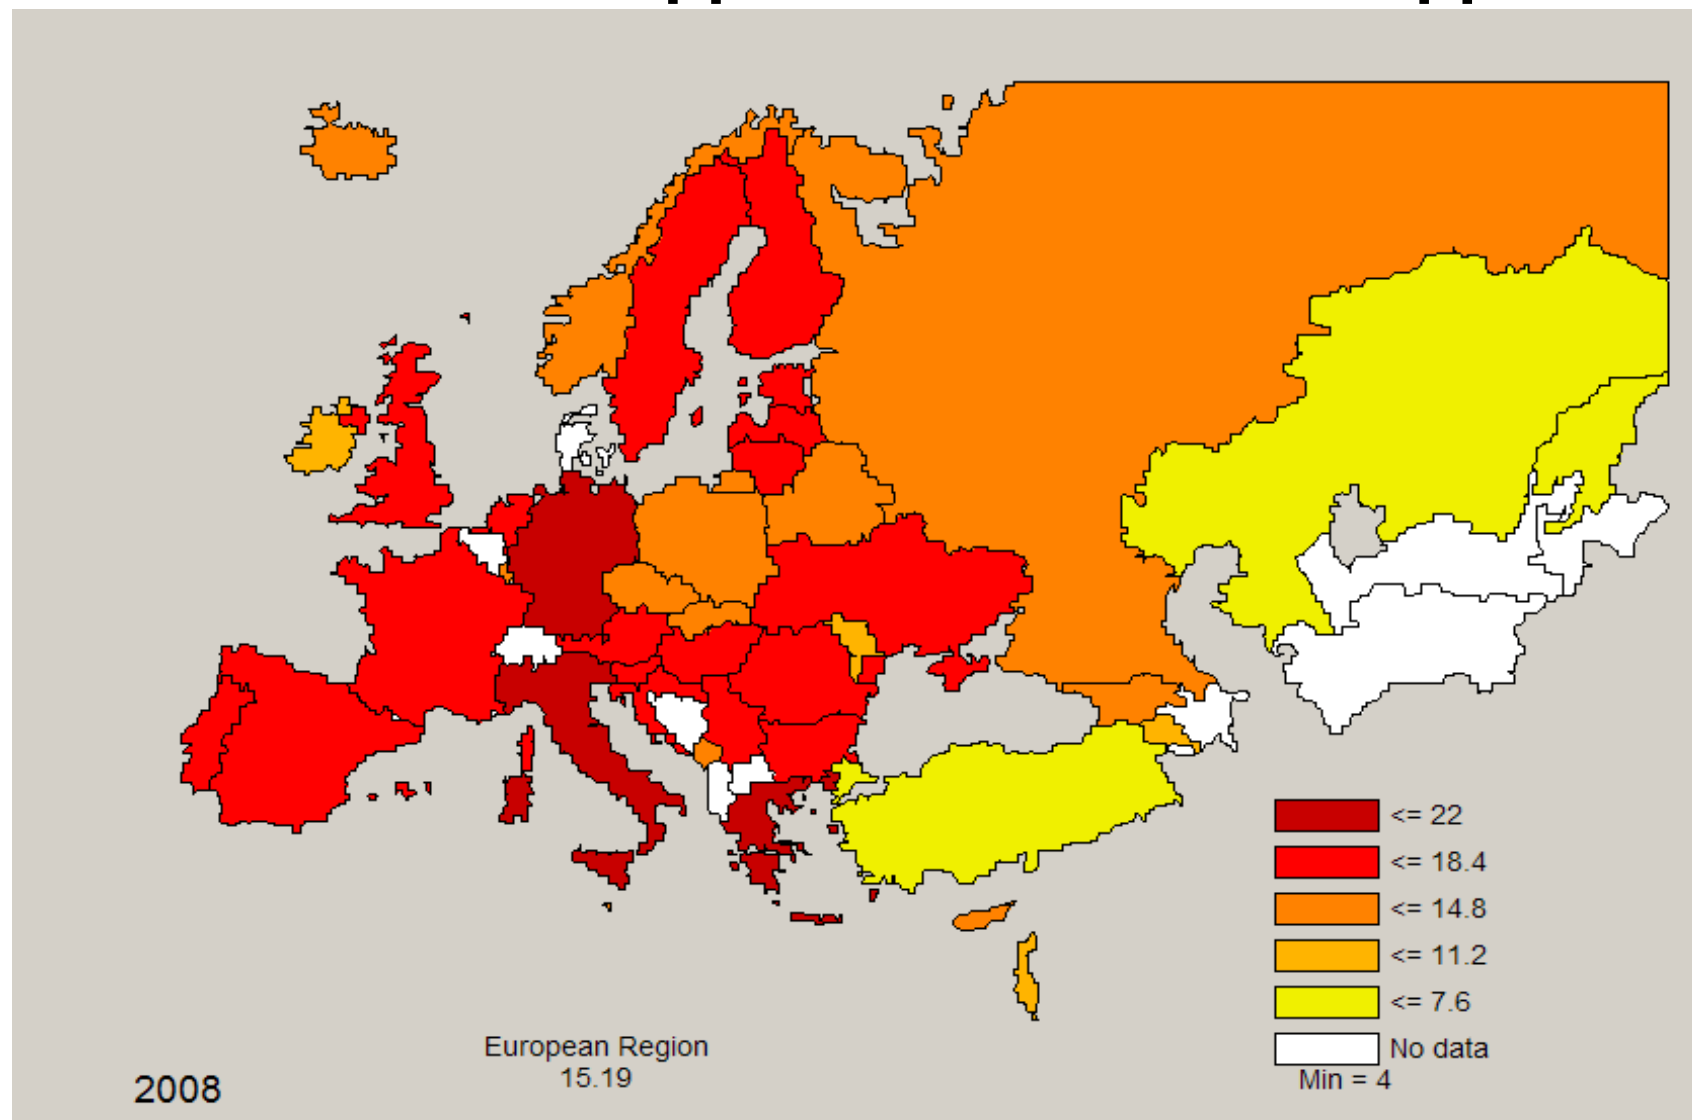 <= 22
<= 18.4
<= 14.8
<= 11.2
<= 7.6
No data
Min = 4
European Region
15.19
2008